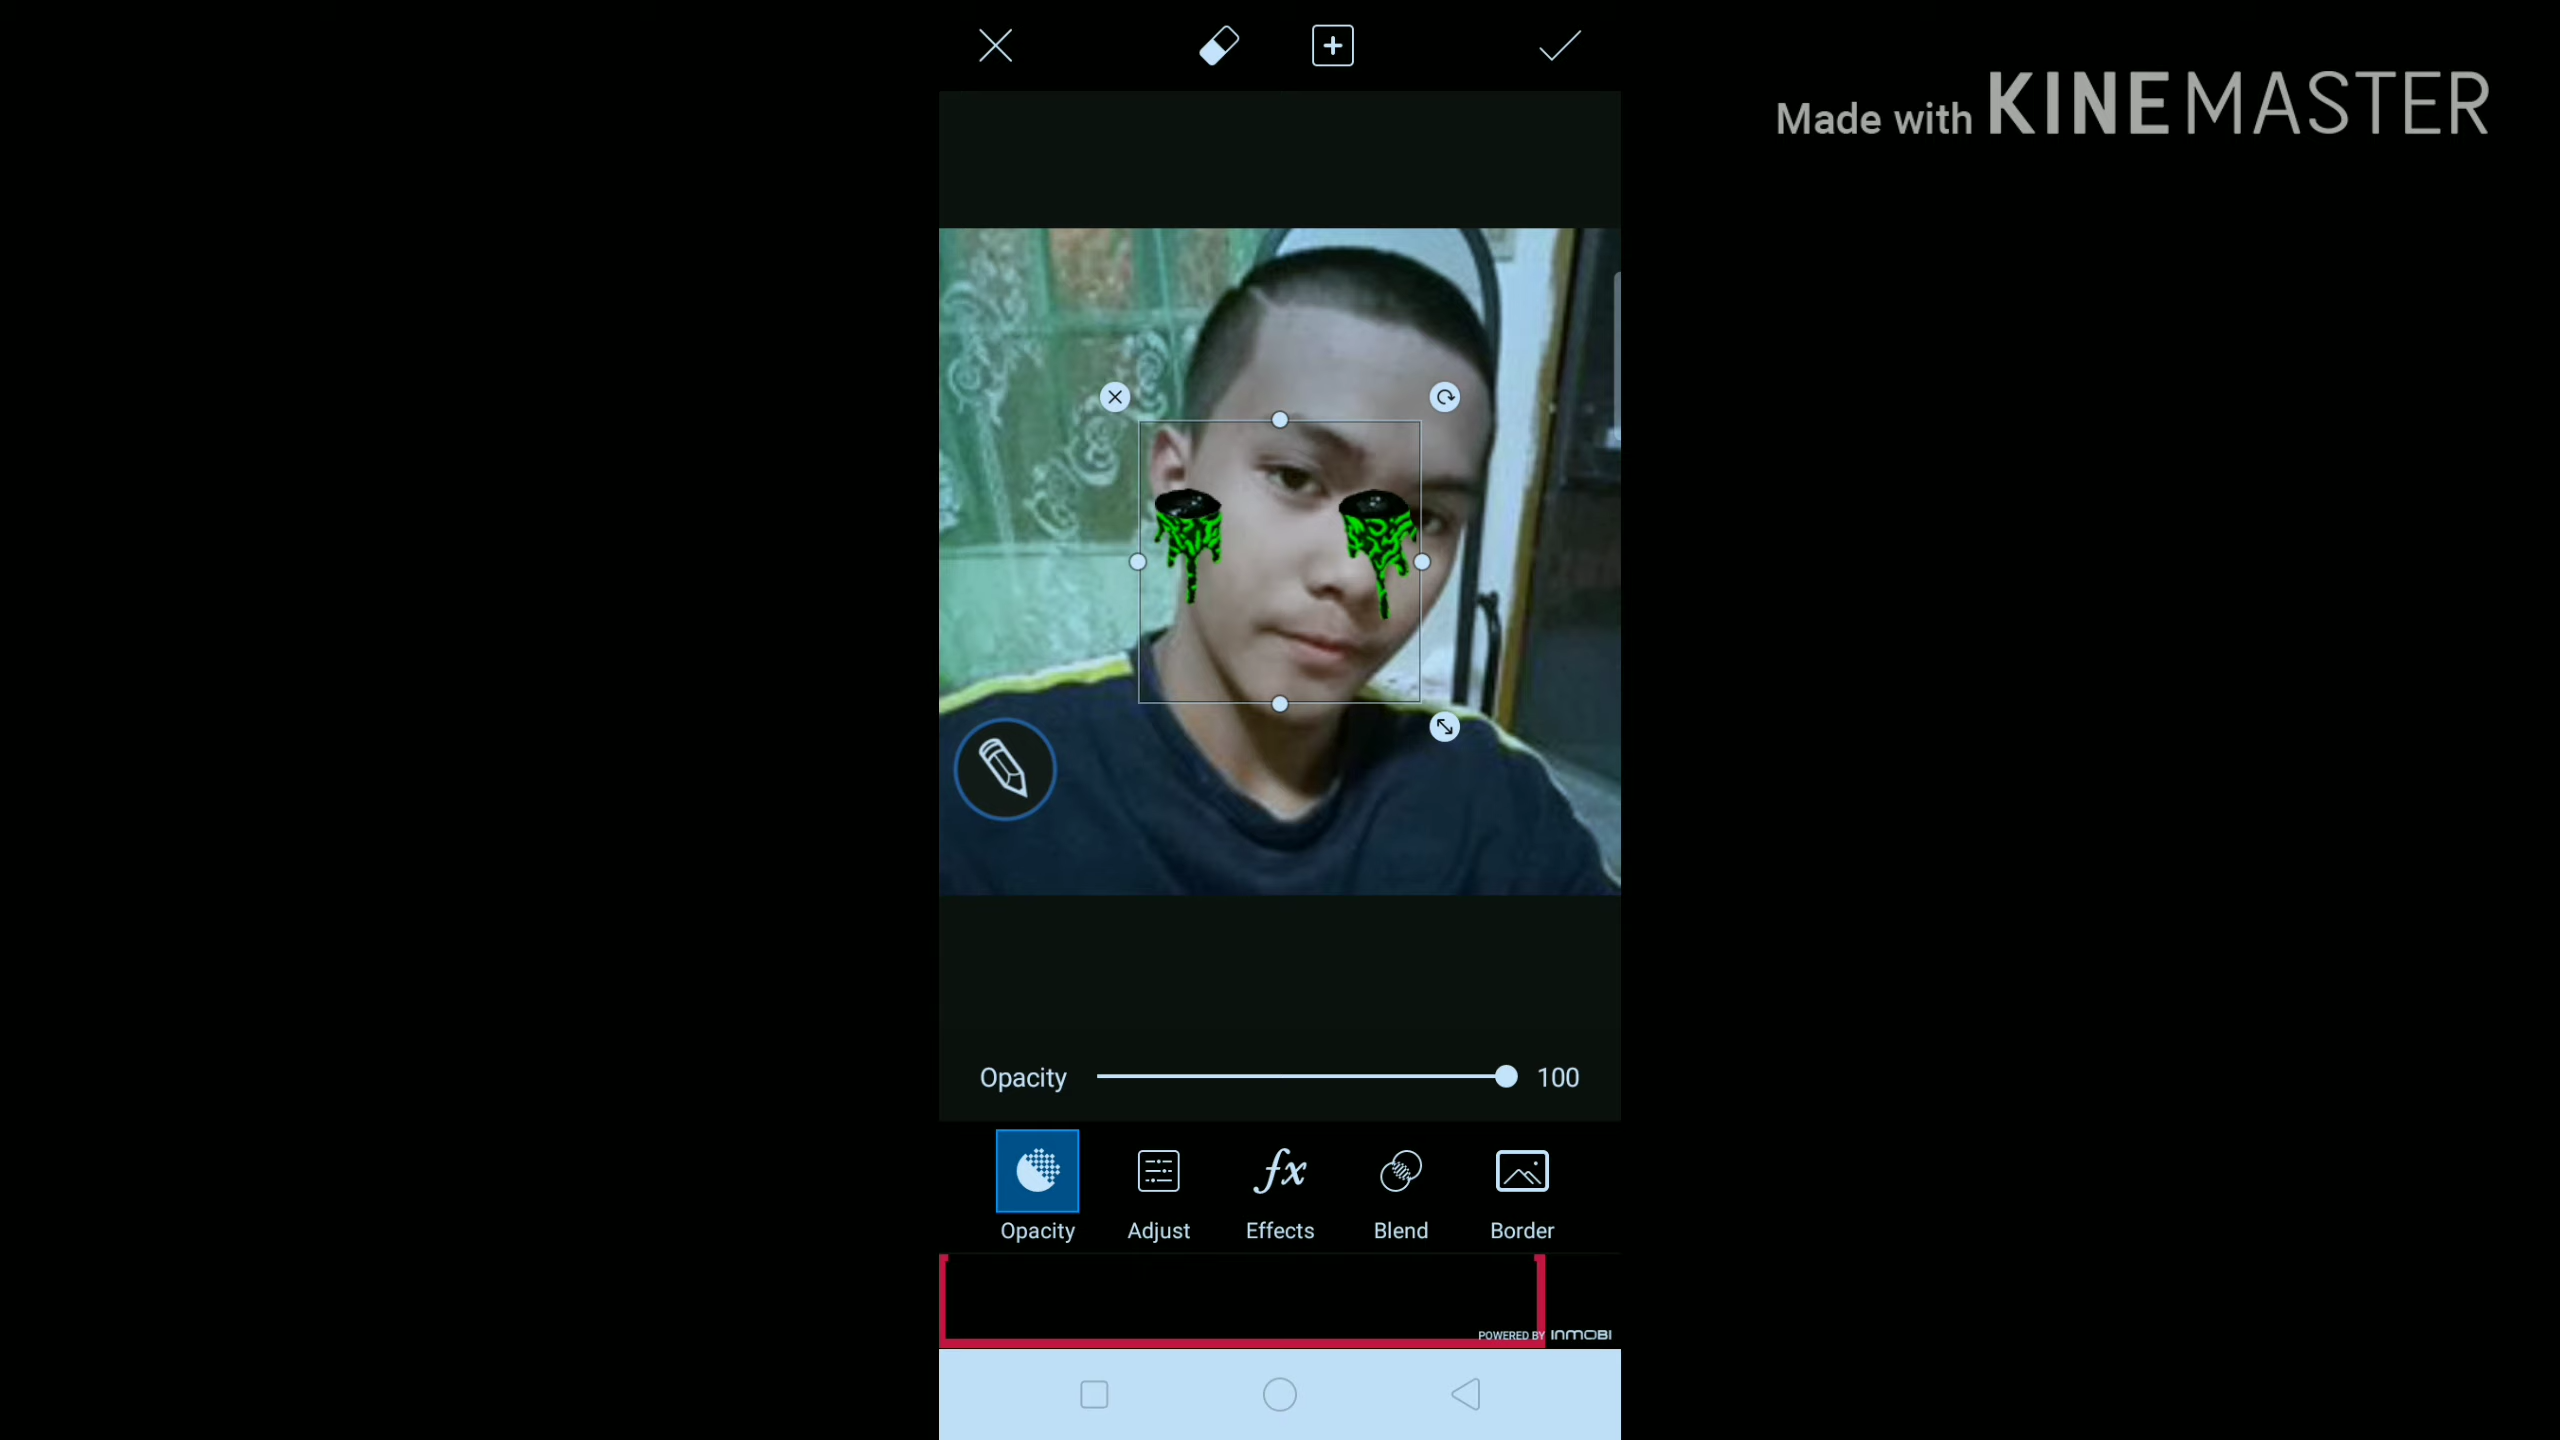 Made with KINEMASTER
Opacity 100
Opacity Adjust Effects Blend Border
POWERED BY INMOBI